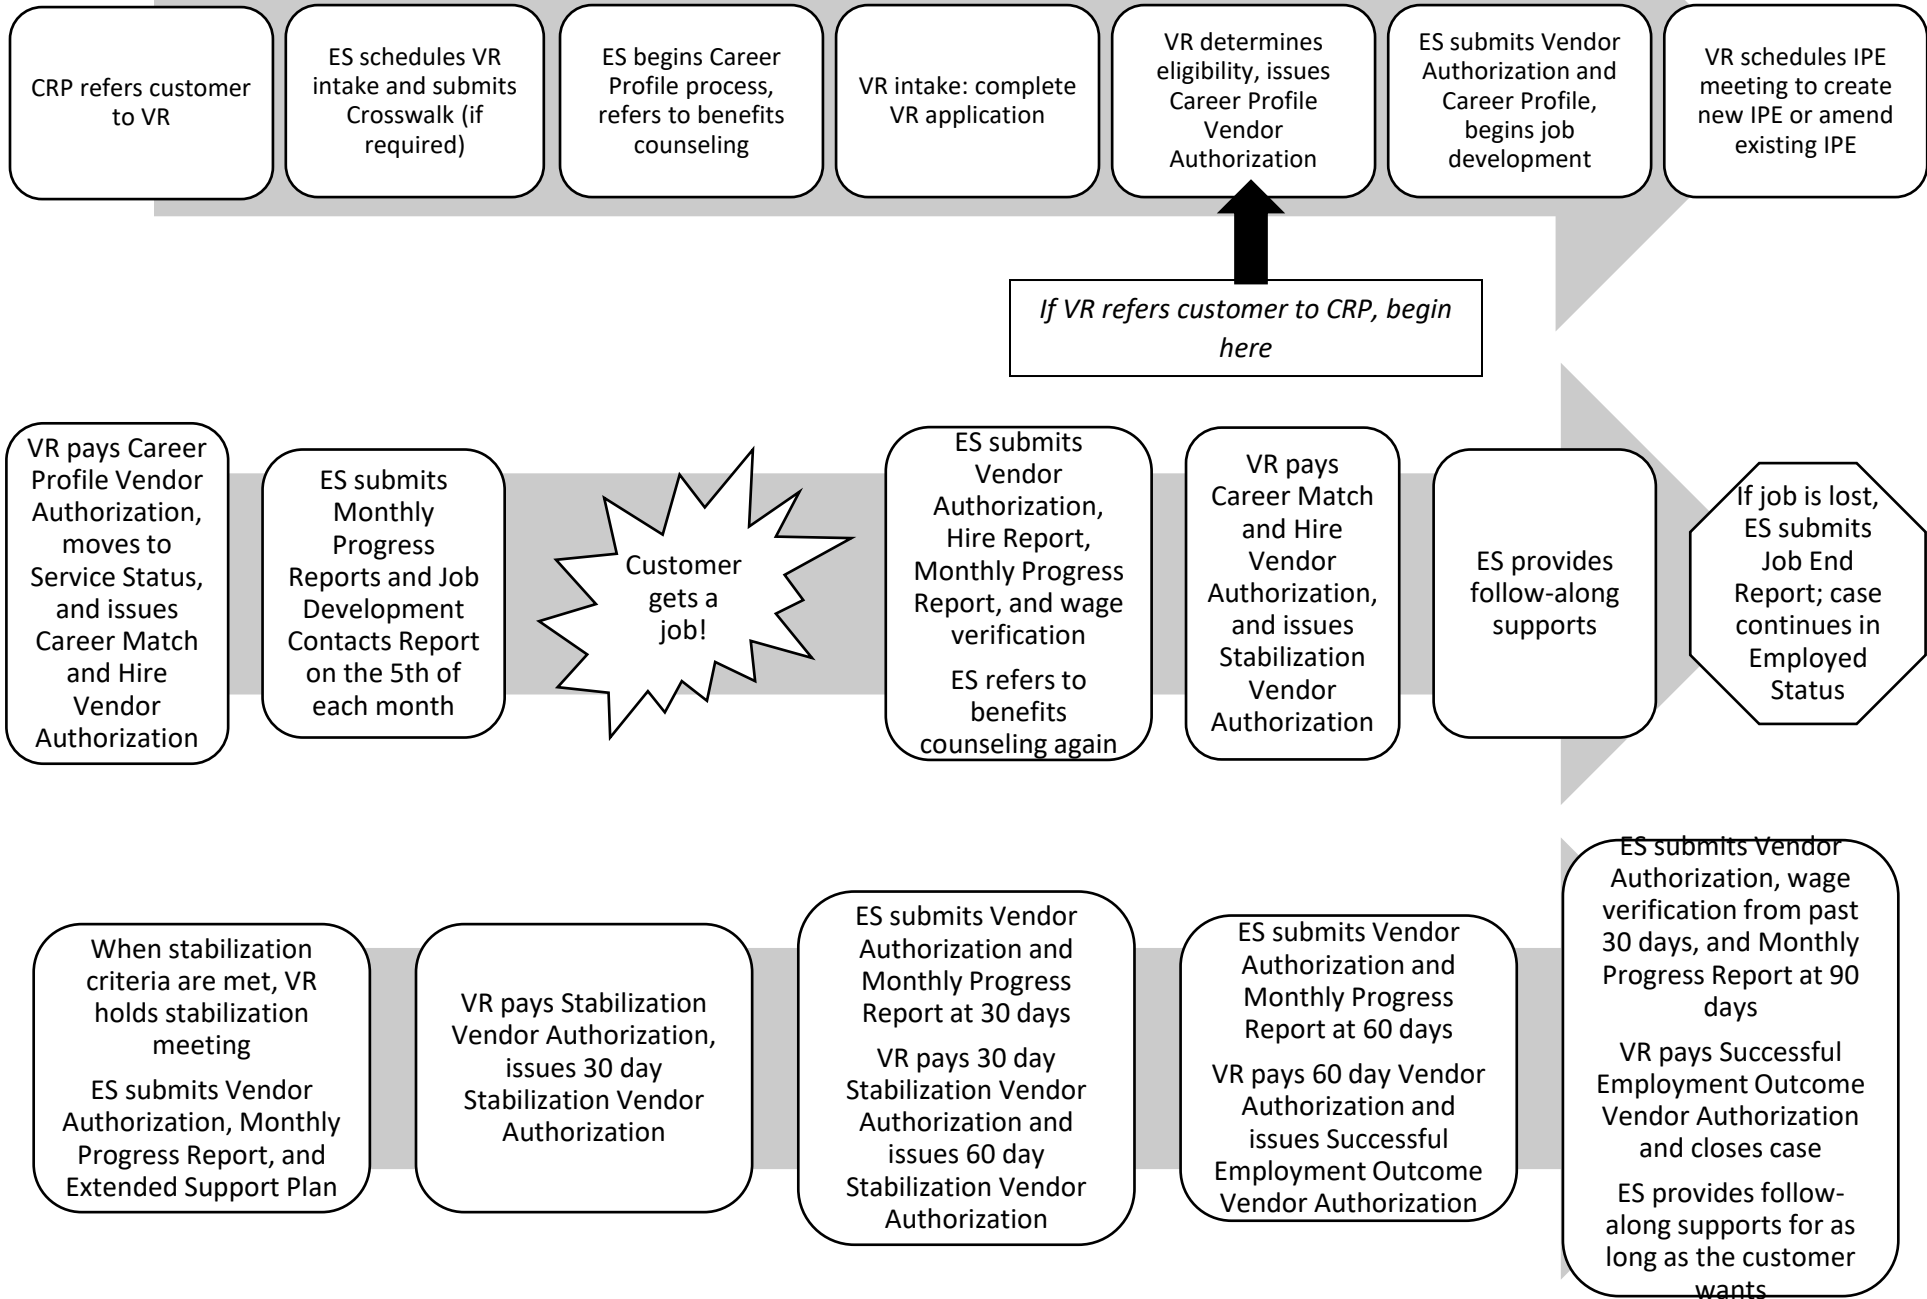 CRP refers customer
to VR
ES schedules VR
intake and submits
Crosswalk (if
required)
ES begins Career
Profile process,
refers to benefits
counseling
VR intake: complete
VR application
VR determines
eligibility, issues
Career Profile
Vendor
Authorization
ES submits Vendor
Authorization and
Career Profile,
begins job
development
VR schedules IPE
meeting to create
new IPE or amend
existing IPE
If VR refers customer to CRP, begin
here
VR pays Career
Profile Vendor
Authorization,
moves to
Service Status,
and issues
Career Match
and Hire
Vendor
Authorization
ES submits
Monthly
Progress
Reports and Job
Development
Contacts Report
on the 5th of
each month
Customer
gets a
job!
ES submits
Vendor
Authorization,
Hire Report,
Monthly Progress
Report, and wage
verification
ES refers to
benefits
counseling again
VR pays
Career Match
and Hire
Vendor
Authorization,
and issues
Stabilization
Vendor
Authorization
ES provides
follow-along
supports
If job is lost,
ES submits
Job End
Report; case
continues in
Employed
Status
When stabilization
criteria are met, VR
holds stabilization
meeting
ES submits Vendor
Authorization, Monthly
Progress Report, and
Extended Support Plan
VR pays Stabilization
Vendor Authorization,
issues 30 day
Stabilization Vendor
Authorization
ES submits Vendor
Authorization and
Monthly Progress
Report at 30 days
VR pays 30 day
Stabilization Vendor
Authorization and
issues 60 day
Stabilization Vendor
Authorization
ES submits Vendor
Authorization and
Monthly Progress
Report at 60 days
VR pays 60 day Vendor
Authorization and
issues Successful
Employment Outcome
Vendor Authorization
ES submits Vendor
Authorization, wage
verification from past
30 days, and Monthly
Progress Report at 90
days
VR pays Successful
Employment Outcome
Vendor Authorization
and closes case
ES provides follow-
along supports for as
long as the customer
wants